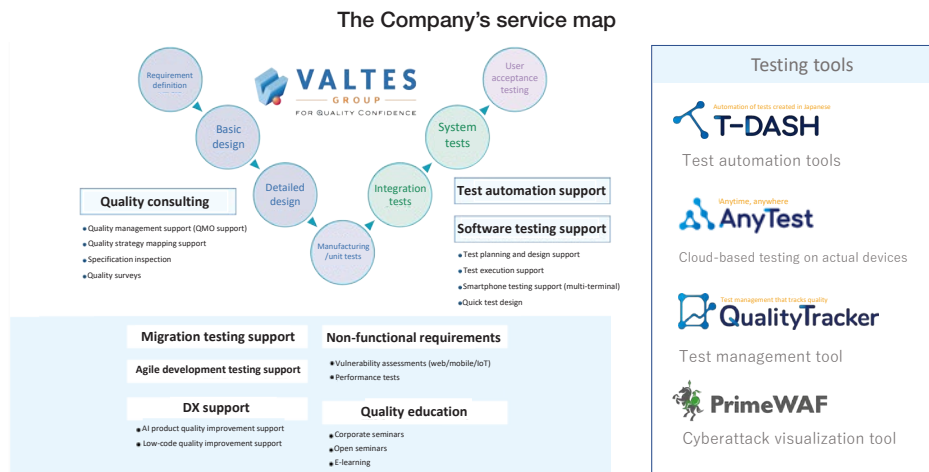 The Company's service map
Requirement
definition
Basic
design
Detailed
design
Manufacturing
/unit tests
Integration
tests
System
tests
User
acceptance
testing
VALTES
GROUP
FOR QUALITY CONFIDENCE
Quality consulting
•Quality management support (QMO support)
•Quality strategy mapping support
•Specification inspection
•Quality surveys
Test automation support
Software testing support
•Test planning and design support
•Test execution support
•Smartphone testing support (multi-terminal)
•Quick test design
Migration testing support
Agile development testing support
DX support
•AI product quality improvement support
•Low-code quality improvement support
Non-functional requirements
•Vulnerability assessments (web/mobile/IoT)
•Performance tests
Quality education
•Corporate seminars
•Open seminars
•E-learning
Testing tools
Automation of tests created in Japanese
T-DASH
Test automation tools
Anytime, anywhere
AnyTest
Cloud-based testing on actual devices
Test management that tracks quality
QualityTracker
Test management tool
PrimeWAF
Cyberattack visualization tool